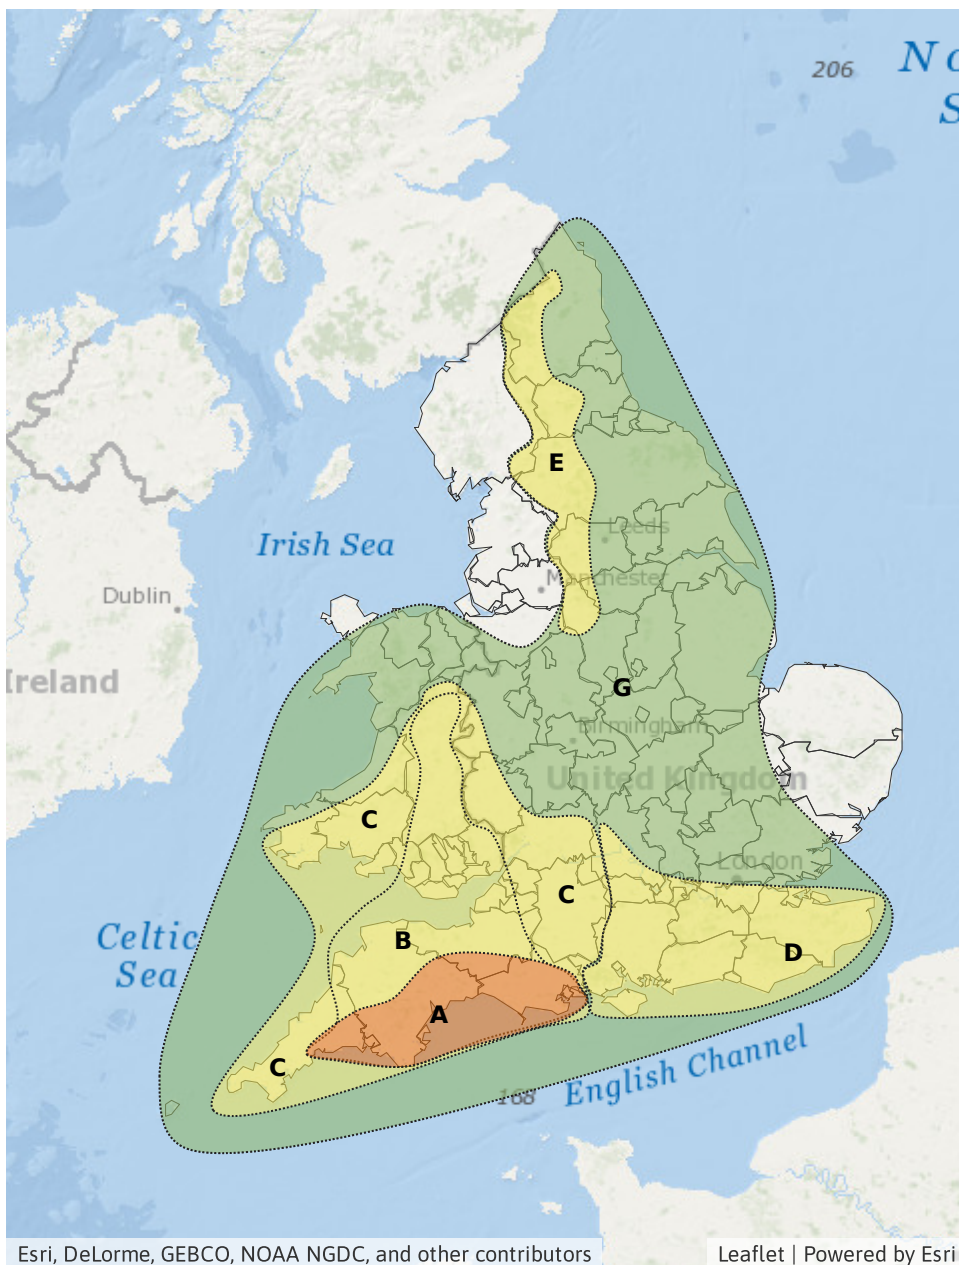 206
No
S
E
Irish Sea
Leeds
Manchester
Dublin
Ireland
G
Birmingham
United Kingdom
C
London
C
Celtic
Sea
B
D
A
C
English Channel
168
Esri, DeLorme, GEBCO, NOAA NGDC, and other contributors
Leaflet | Powered by Esri